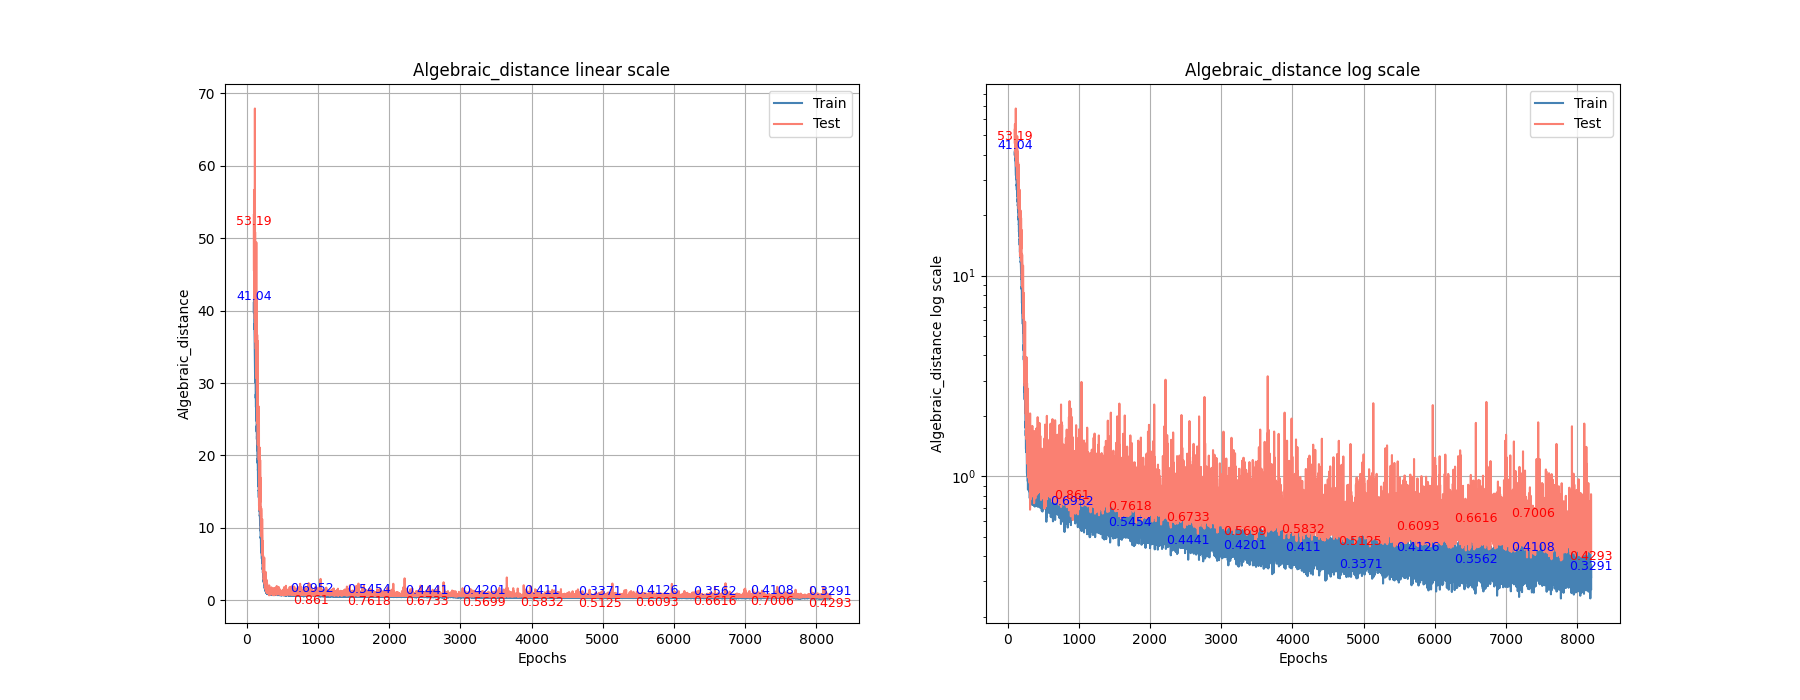 Algebraic_distance linear scale
Algebraic_distance
70
60
50
40
30
20
10
0
Train
Test
53.19
41.04
0.6952 0.5454 0.4441 0.4201 0.411 0.3371 0.4126 0.3562 0.4108 0.3291
0.861 0.7618 0.6733 0.5699 0.5832 0.5125 0.6093 0.6616 0.7006 0.4293
0 1000 2000 3000 4000 5000 6000 7000 8000
Epochs
Algebraic_distance log scale
Algebraic_distance log scale
10¹
10⁰
Train
Test
53.19
41.04
0.861 0.7618 0.6733 0.5699 0.5832 0.5125 0.6093 0.6616 0.7006 0.4293
0.6952 0.5454 0.4441 0.4201 0.411 0.3371 0.4126 0.3562 0.4108 0.3291
0 1000 2000 3000 4000 5000 6000 7000 8000
Epochs